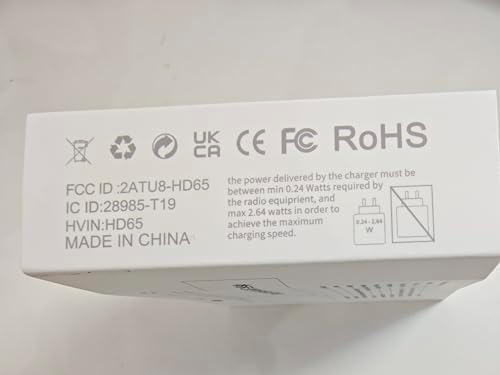 UK
CA
CE FC RoHS
FCC ID :2ATU8-HD65
IC ID:28985-T19
HVIN:HD65
MADE IN CHINA
the power delivered by the charger must be
between min 0.24 Watts required by
the radio equiprient, and
max 2.64 watts in order to
achieve the maximum
charging speed.
0.24 - 2.64
W